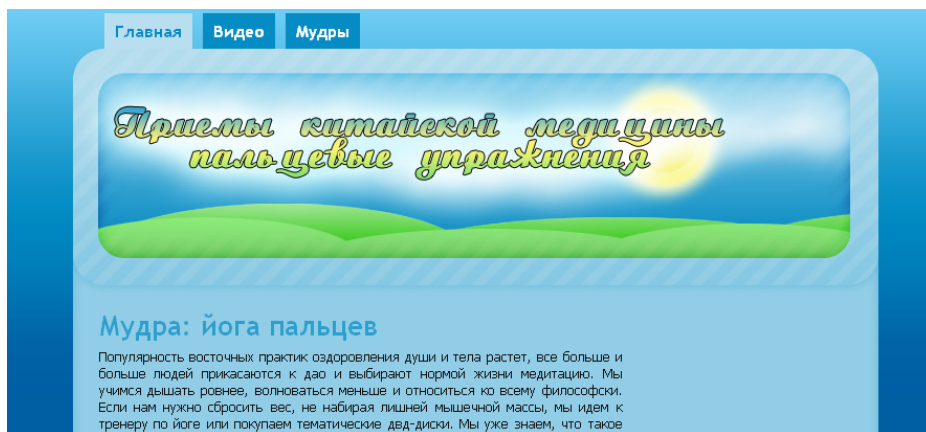 Главная Видео Мудры
Приемы китайской медицины
пальцевые упражнения
Мудра: йога пальцев
Популярность восточных практик оздоровления души и тела растет, все больше и
больше людей прикасаются к дао и выбирают нормой жизни медитацию. Мы
учимся дышать ровнее, волноваться меньше и относиться ко всему философски.
Если нам нужно сбросить вес, не набирая лишней мышечной массы, мы идем к
тренеру по йоге или покупаем тематические двд-диски. Мы уже знаем, что такое